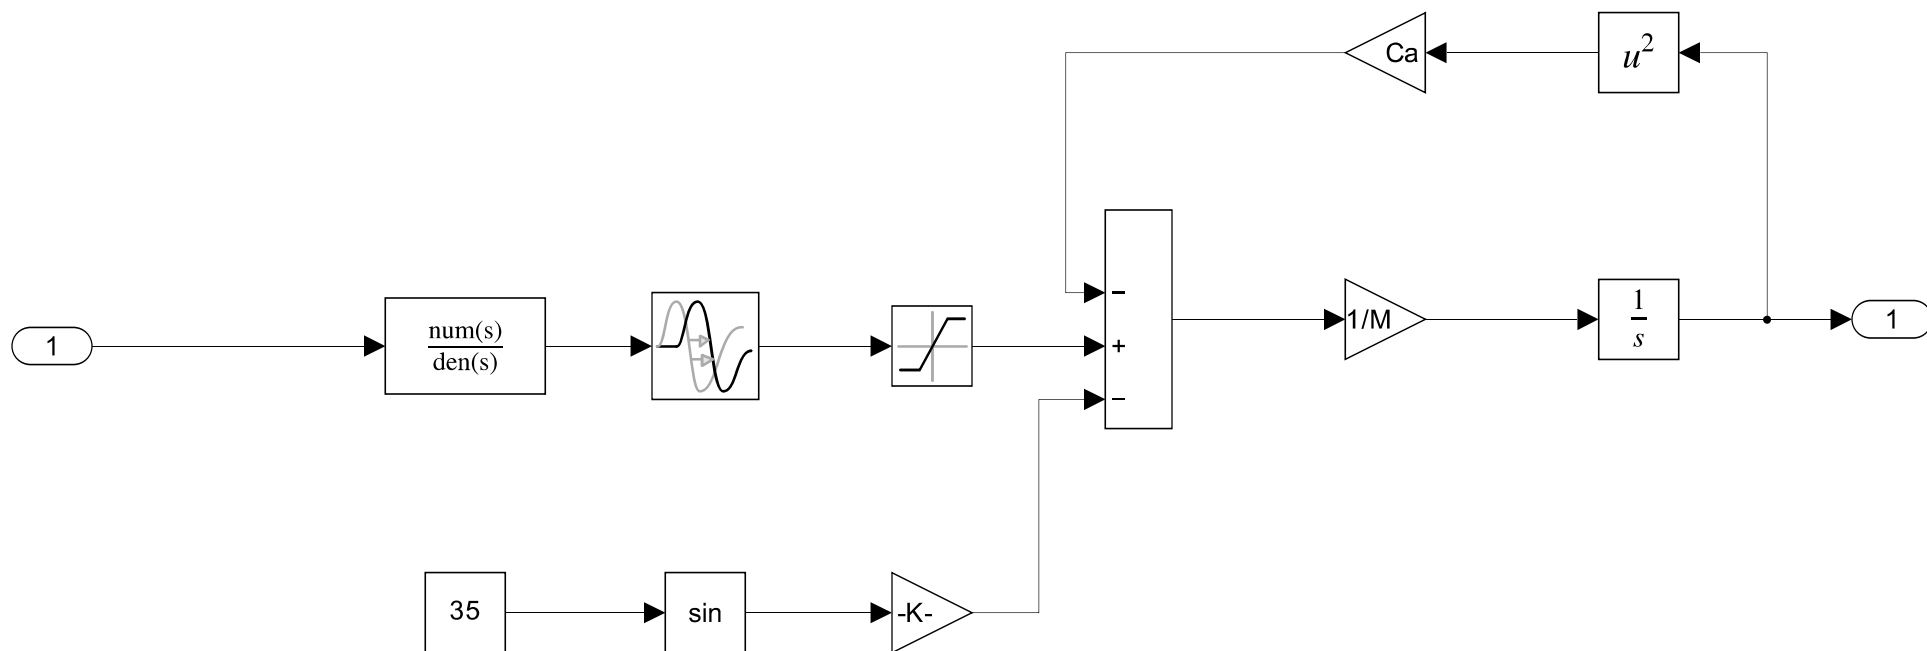 Ca
u²
−
1
num(s)
den(s)
+
1/M
1
s
1
−
35
sin
-K-